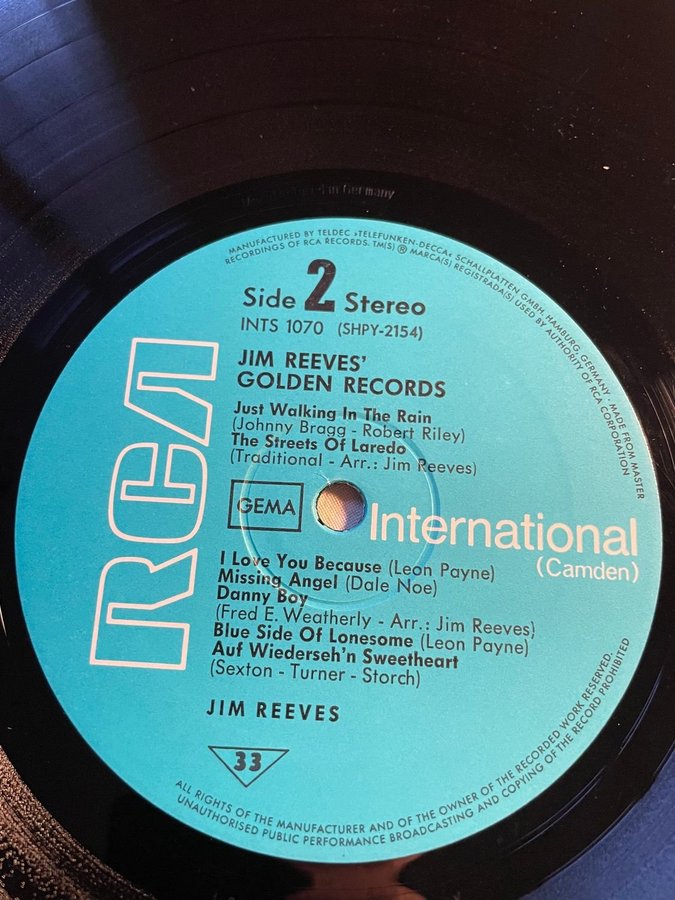 Made in Germany
MANUFACTURED BY TELDEC »TELEFUNKEN-DECCA« SCHALLPLATTEN GMBH, HAMBURG, GERMANY · MADE FROM MASTER
RECORDINGS OF RCA RECORDS. TM(S) ® MARCA(S) REGISTRADA(S) USED BY AUTHORITY OF RCA CORPORATION
Side 2 Stereo
INTS 1070 (SHPY-2154)
JIM REEVES'
GOLDEN RECORDS
Just Walking In The Rain
(Johnny Bragg - Robert Riley)
The Streets Of Laredo
(Traditional - Arr.: Jim Reeves)
RCA
GEMA
International
(Camden)
I Love You Because (Leon Payne)
Missing Angel (Dale Noe)
Danny Boy
(Fred E. Weatherly - Arr.: Jim Reeves)
Blue Side Of Lonesome (Leon Payne)
Auf Wiederseh'n Sweetheart
(Sexton - Turner - Storch)
JIM REEVES
33
ALL RIGHTS OF THE MANUFACTURER AND OF THE OWNER OF THE RECORDED WORK RESERVED.
UNAUTHORISED PUBLIC PERFORMANCE BROADCASTING AND COPYING OF THE RECORD PROHIBITED